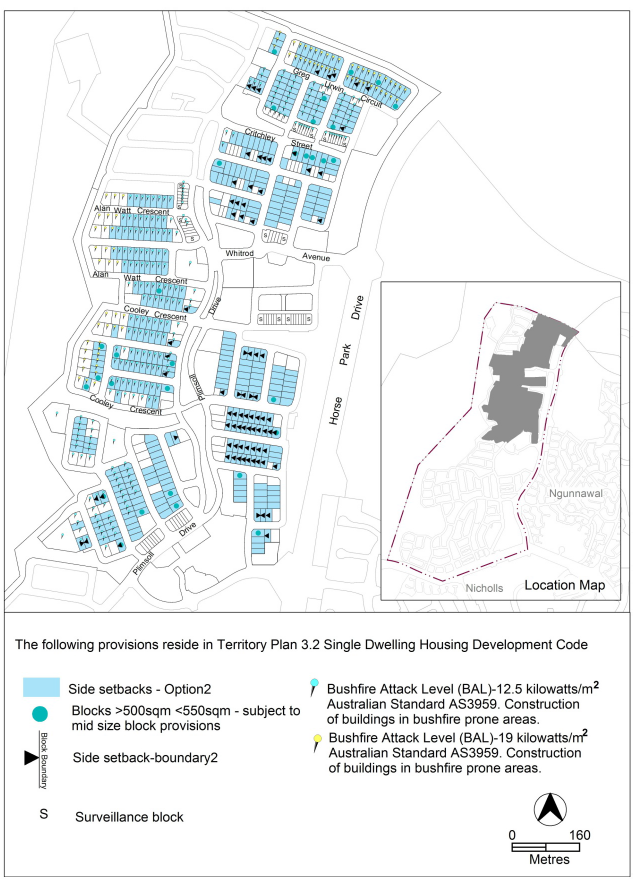 Greg Urwin Circuit
Critchley Street
S S S S S S
Alan Watt Crescent
S
S
Whitrod Avenue
S S
Alan Watt Crescent
Drive
Cooley Crescent
S S S S
Plimsoll
Horse Park Drive
Cooley Crescent
Plimsoll Drive
Ngunnawal
Nicholls
Location Map
The following provisions reside in Territory Plan 3.2 Single Dwelling Housing Development Code
Side setbacks - Option2
Blocks >500sqm <550sqm - subject to
mid size block provisions
Block Boundary
Side setback-boundary2
S Surveillance block
Bushfire Attack Level (BAL)-12.5 kilowatts/m²
Australian Standard AS3959. Construction
of buildings in bushfire prone areas.
Bushfire Attack Level (BAL)-19 kilowatts/m²
Australian Standard AS3959. Construction
of buildings in bushfire prone areas.
0 160
Metres